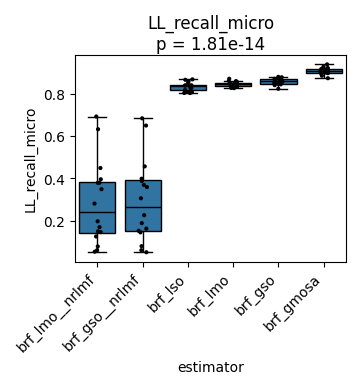 LL_recall_micro
p = 1.81e-14
LL_recall_micro
0.8
0.6
0.4
0.2
brf_lmo__nrlmf
brf_gso__nrlmf
brf_lso
brf_lmo
brf_gso
brf_gmosa
estimator